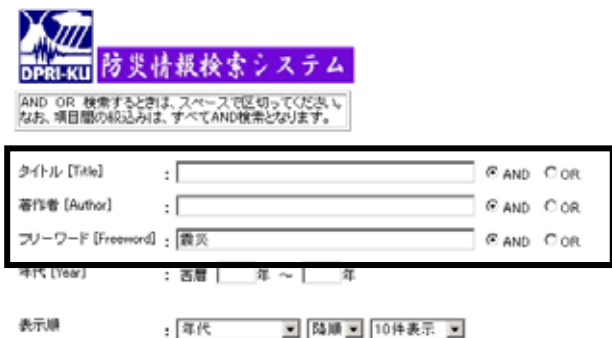 DPRI-KU 防災情報検索システム
AND OR 検索するときは、スペースで区切ってください。
なお、項目間の絞込みは、すべてAND検索となります。
タイトル [Title] : AND OR
著作者 [Author] : AND OR
フリーワード [Freeword] : 震災 AND OR
年代 [Year] : 西暦 年 ~ 年
表示順 : 年代 降順 10件表示